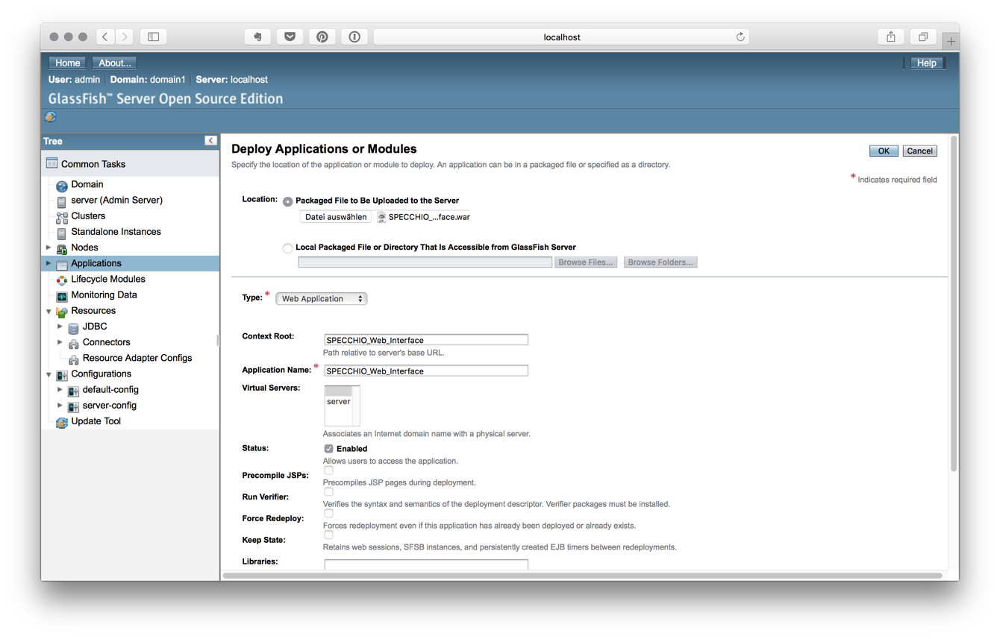 localhost
Home About... Help
User: admin Domain: domain1 Server: localhost
GlassFish™ Server Open Source Edition
Tree
Common Tasks
Domain
server (Admin Server)
Clusters
Standalone Instances
Nodes
Applications
Lifecycle Modules
Monitoring Data
Resources
JDBC
Connectors
Resource Adapter Configs
Configurations
default-config
server-config
Update Tool
Deploy Applications or Modules
OK Cancel
Specify the location of the application or module to deploy. An application can be in a packaged file or specified as a directory.
* Indicates required field
Location: Packaged File to Be Uploaded to the Server
Datei auswählen SPECCHIO_...face.war
Local Packaged File or Directory That Is Accessible from GlassFish Server
Browse Files... Browse Folders...
Type: * Web Application
Context Root: SPECCHIO_Web_Interface
Path relative to server's base URL.
Application Name: * SPECCHIO_Web_Interface
Virtual Servers:
server
Associates an Internet domain name with a physical server.
Status: Enabled
Allows users to access the application.
Precompile JSPs:
Precompiles JSP pages during deployment.
Run Verifier:
Verifies the syntax and semantics of the deployment descriptor. Verifier packages must be installed.
Force Redeploy:
Forces redeployment even if this application has already been deployed or already exists.
Keep State:
Retains web sessions, SFSB instances, and persistently created EJB timers between redeployments.
Libraries: